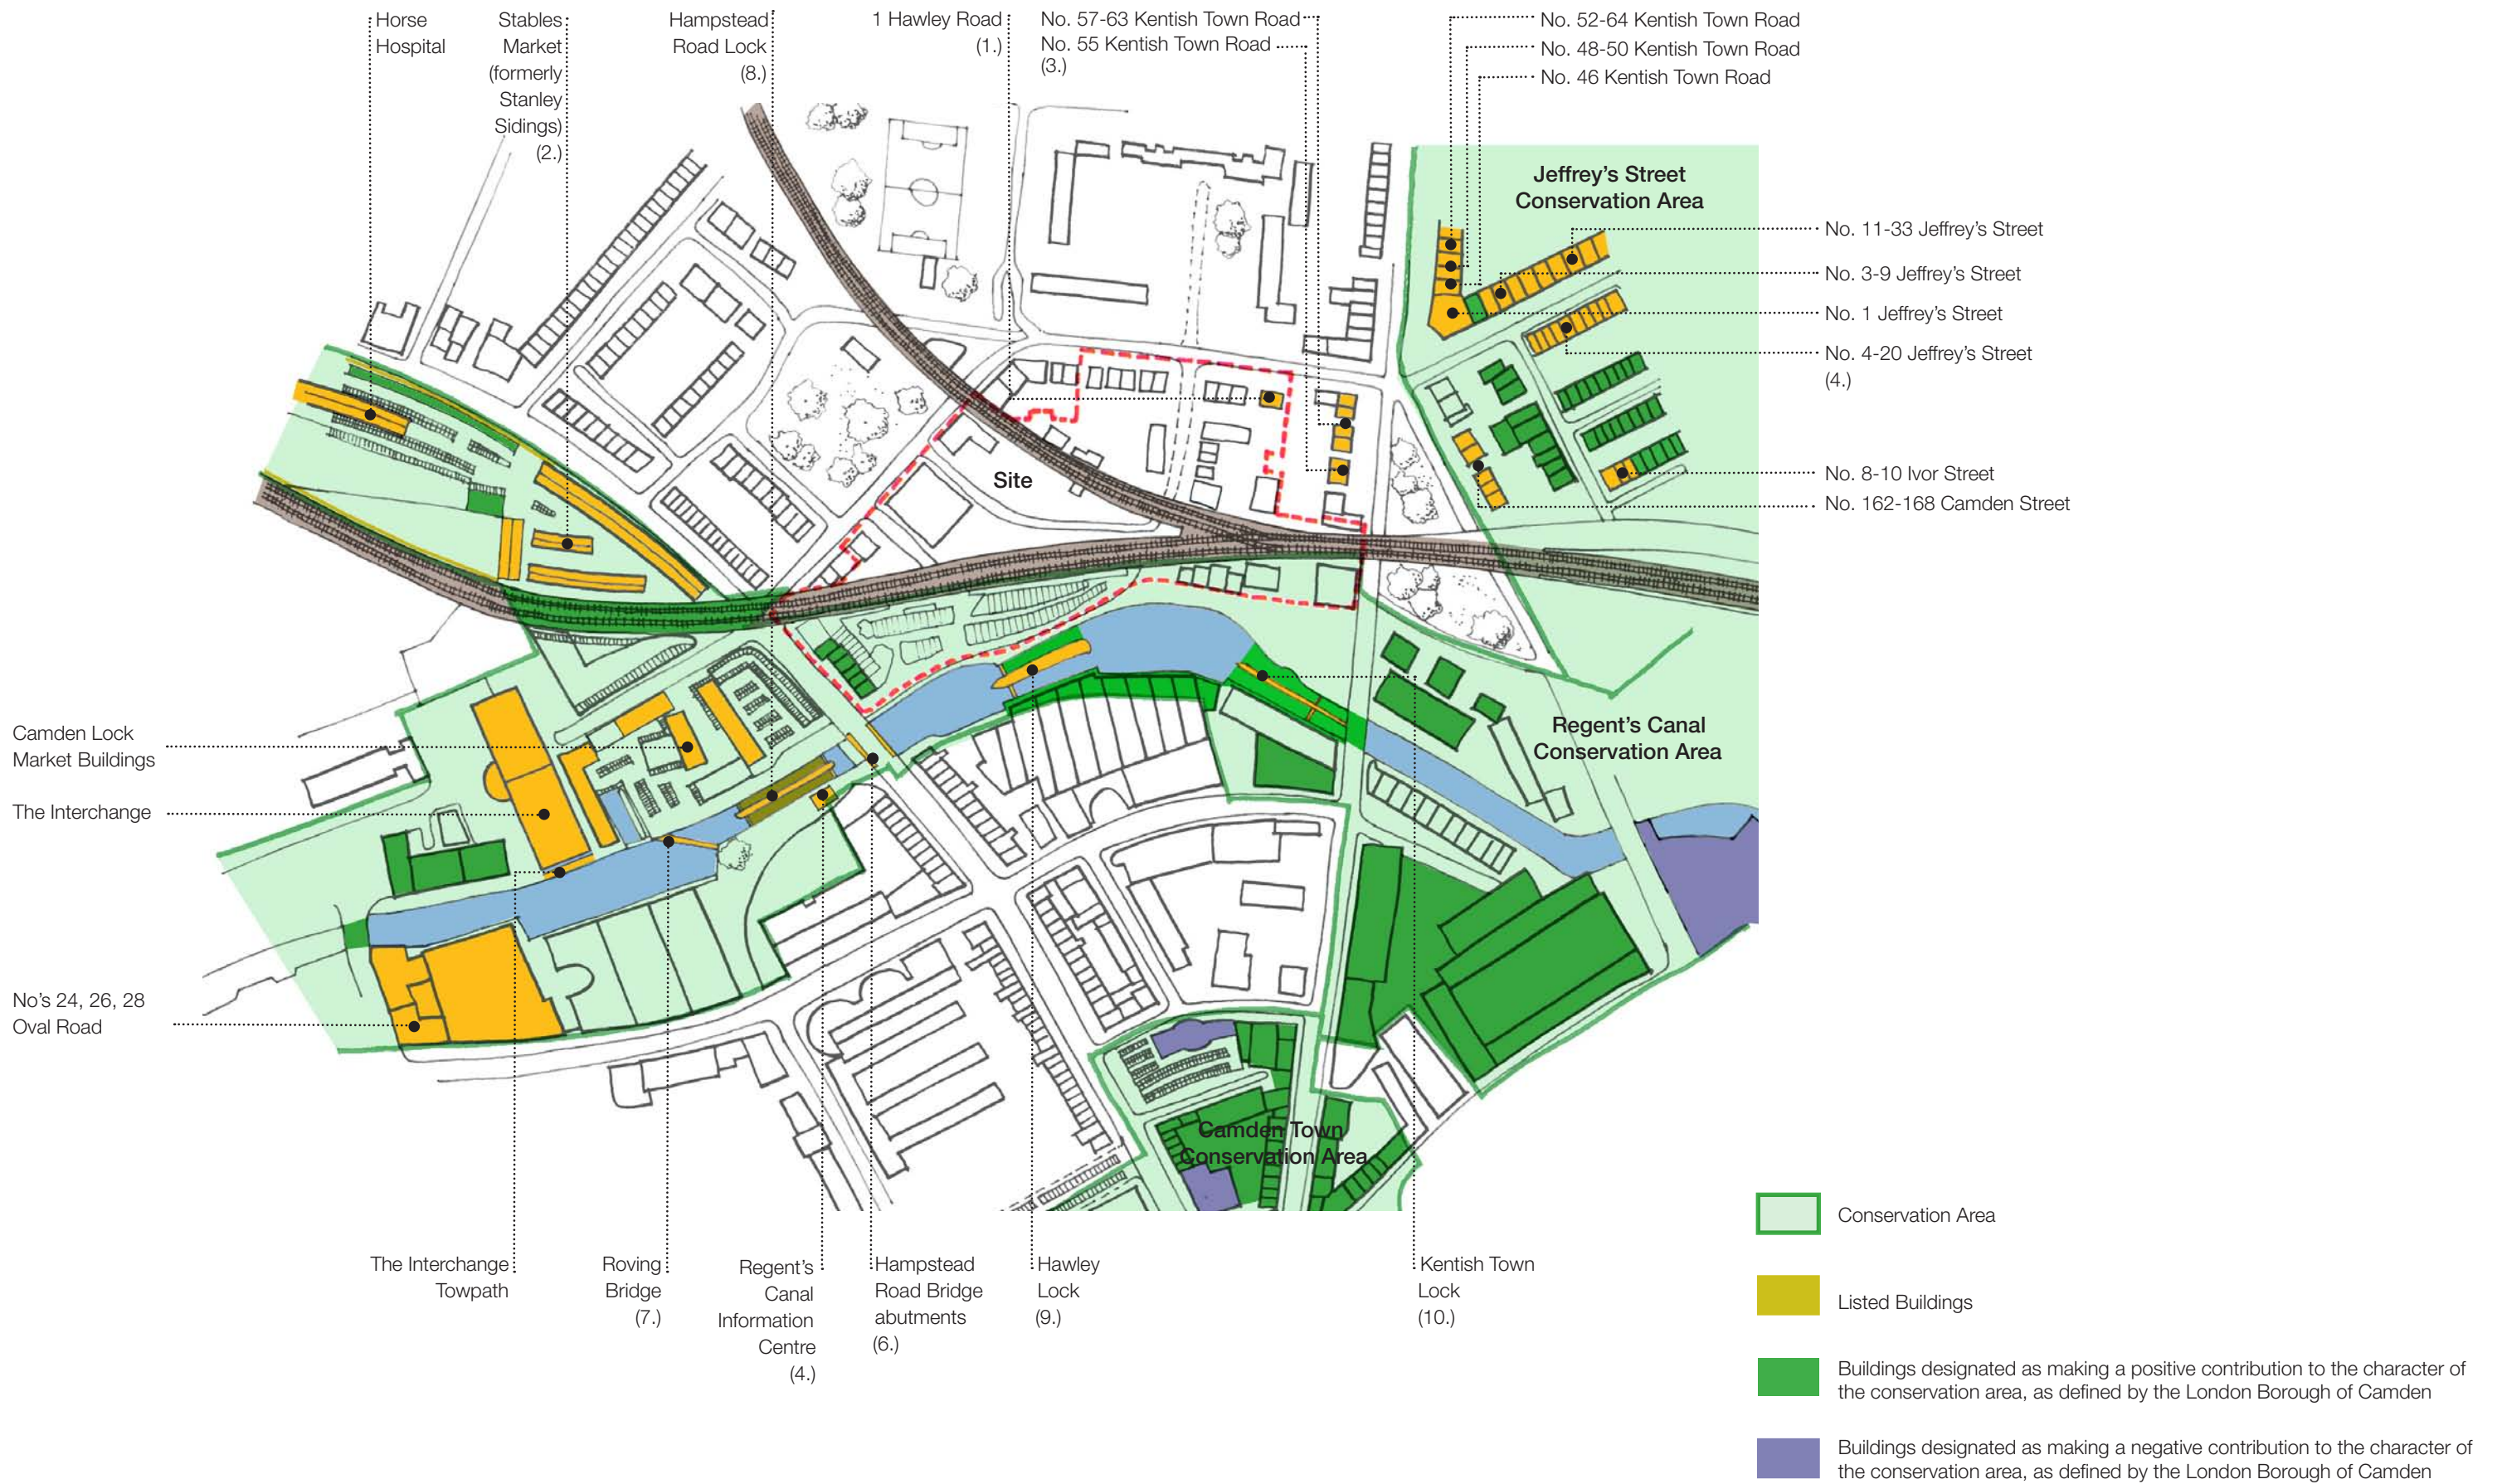 Horse
Hospital
Stables
Market
(formerly
Stanley
Sidings)
(2.)
Hampstead
Road Lock
(8.)
1 Hawley Road
(1.)
No. 57-63 Kentish Town Road
No. 55 Kentish Town Road
(3.)
No. 52-64 Kentish Town Road
No. 48-50 Kentish Town Road
No. 46 Kentish Town Road
Jeffrey’s Street
Conservation Area
No. 11-33 Jeffrey’s Street
No. 3-9 Jeffrey’s Street
No. 1 Jeffrey’s Street
No. 4-20 Jeffrey’s Street
(4.)
No. 8-10 Ivor Street
No. 162-168 Camden Street
Site
Camden Lock
Market Buildings
The Interchange
Regent’s Canal
Conservation Area
No’s 24, 26, 28
Oval Road
Camden Town
Conservation Area
The Interchange
Towpath
Roving
Bridge
(7.)
Regent’s
Canal
Information
Centre
(4.)
Hampstead
Road Bridge
abutments
(6.)
Hawley
Lock
(9.)
Kentish Town
Lock
(10.)
Conservation Area
Listed Buildings
Buildings designated as making a positive contribution to the character of
the conservation area, as defined by the London Borough of Camden
Buildings designated as making a negative contribution to the character of
the conservation area, as defined by the London Borough of Camden